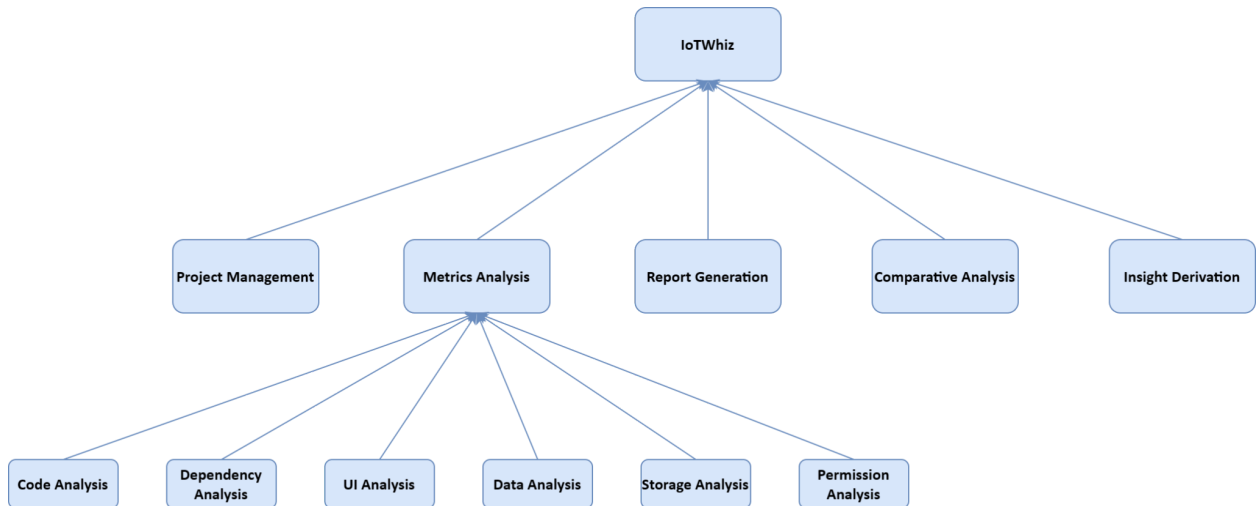 IoTWhiz
Project Management
Metrics Analysis
Report Generation
Comparative Analysis
Insight Derivation
Code Analysis
Dependency
Analysis
UI Analysis
Data Analysis
Storage Analysis
Permission
Analysis